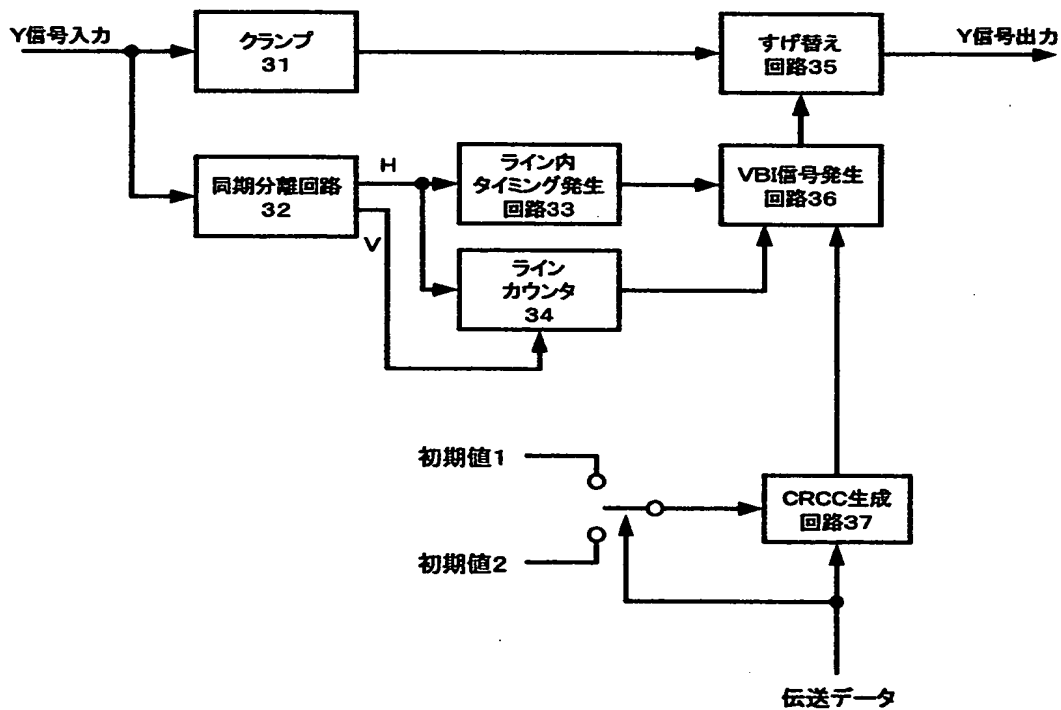 Y信号入力
クランプ
31
すげ替え
回路35
Y信号出力
同期分離回路
32
H
V
ライン内
タイミング発生
回路33
VBI信号発生
回路36
ライン
カウンタ
34
初期値1
初期値2
CRCC生成
回路37
伝送データ